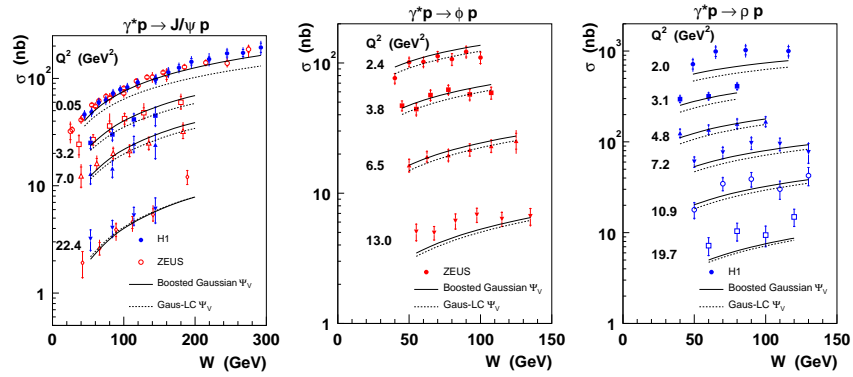 γ*p → J/ψ p
σ (nb)
Q² (GeV²)
10²
0.05
3.2
7.0
10
22.4
H1
ZEUS
Boosted Gaussian Ψ_V
Gaus-LC Ψ_V
1
0 100 200 300
W (GeV)
γ*p → ϕ p
σ (nb)
Q² (GeV²)
2.4
10²
3.8
6.5
10
13.0
ZEUS
Boosted Gaussian Ψ_V
Gaus-LC Ψ_V
1
0 50 100 150
W (GeV)
γ*p → ρ p
σ (nb)
Q² (GeV²)
10³
2.0
3.1
4.8
10²
7.2
10.9
10
19.7
H1
Boosted Gaussian Ψ_V
Gaus-LC Ψ_V
1
0 50 100 150
W (GeV)